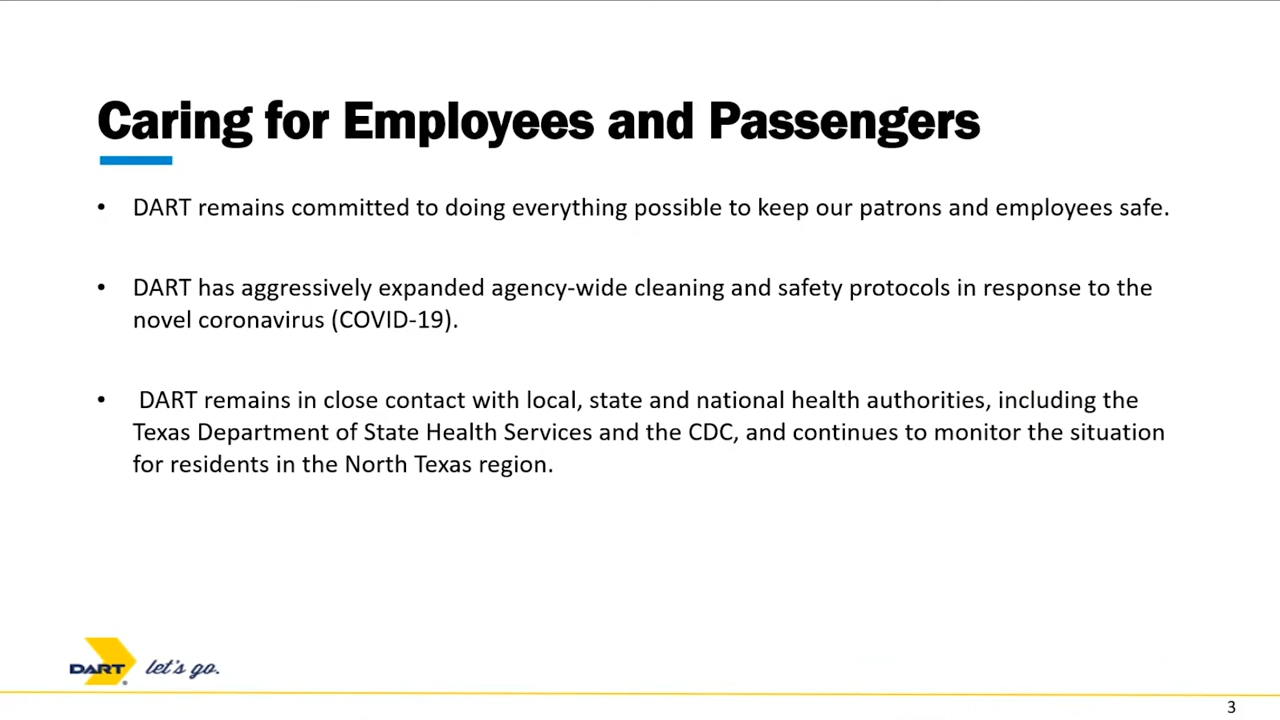 Caring for Employees and Passengers
• DART remains committed to doing everything possible to keep our patrons and employees safe.
• DART has aggressively expanded agency-wide cleaning and safety protocols in response to the
novel coronavirus (COVID-19).
• DART remains in close contact with local, state and national health authorities, including the
Texas Department of State Health Services and the CDC, and continues to monitor the situation
for residents in the North Texas region.
DART® let's go.
3